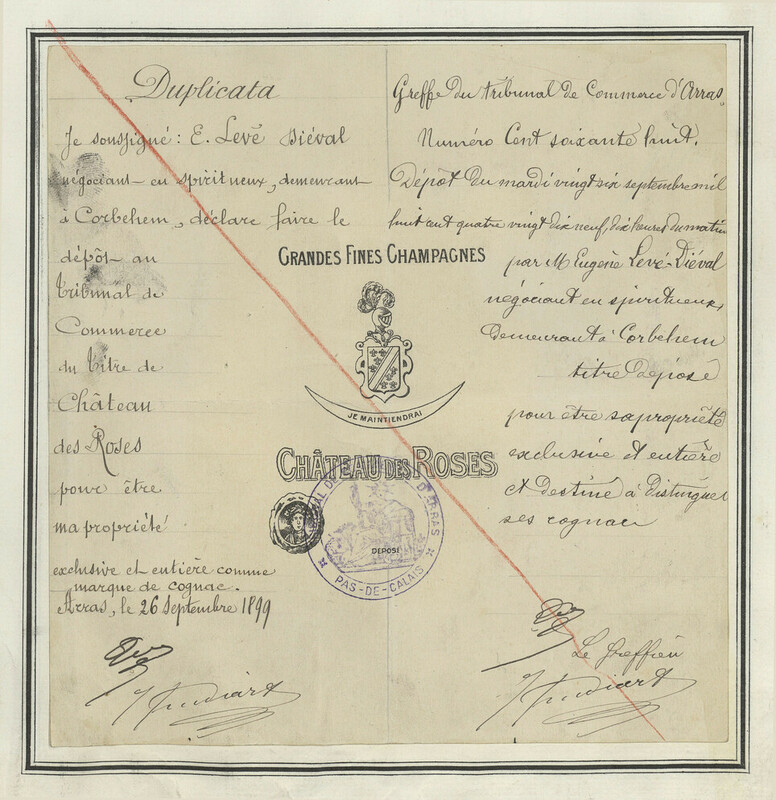 Duplicata
Je soussigné : E. Levé Diéval
négociant en spiritueux, demeurant
à Corbehem, déclare faire le
dépôt au
Tribunal de
Commerce
du titre de
Château
des Roses
pour être
ma propriété
exclusive et entière comme
marque de cognac.
Arras, le 26 Septembre 1899
GRANDES FINES CHAMPAGNES
JE MAINTIENDRAI
CHÂTEAU DES ROSES
DÉPOSÉ
D'ARRAS
PAS-DE-CALAIS
Greffe du Tribunal de Commerce d'Arras
Numéro Cent soixante huit.
Dépôt du mardi vingt six septembre mil
huit cent quatre vingt dix neuf, dix heures du matin
par M Eugène Levé-Diéval
négociant en spiritueux
demeurant à Corbehem
titre déposé
pour être sa propriété
exclusive et entière
et destiné à distinguer
ses cognac
Le Greffier